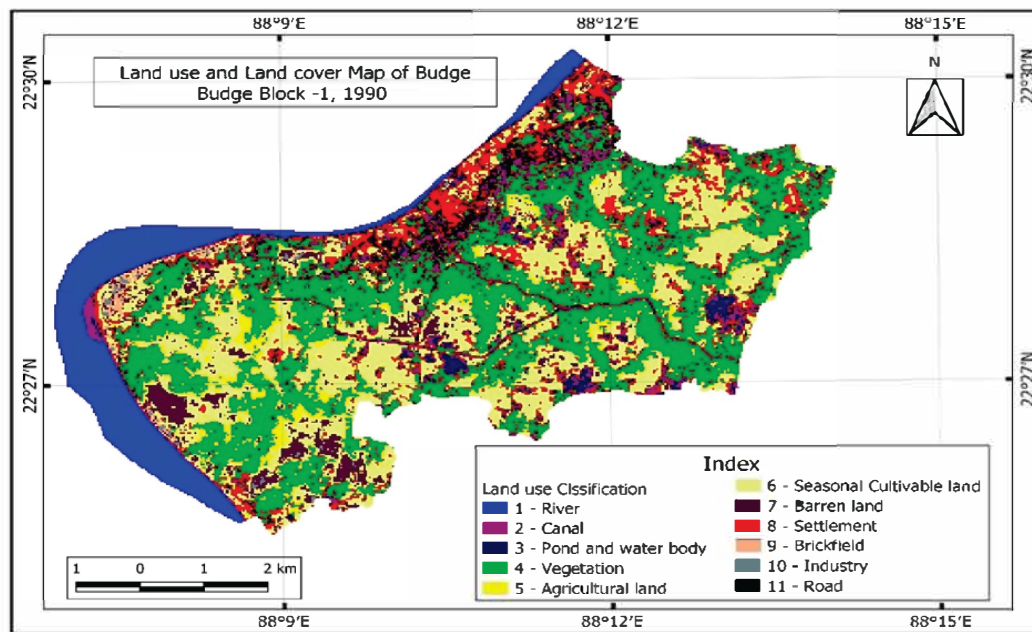 88°9'E 88°12'E 88°15'E
22°30'N
22°30'N
Land use and Land cover Map of Budge
Budge Block -1, 1990
N
22°27'N
22°27'N
Index
Land use Clssification
1 - River
2 - Canal
3 - Pond and water body
4 - Vegetation
5 - Agricultural land
6 - Seasonal Cultivable land
7 - Barren land
8 - Settlement
9 - Brickfield
10 - Industry
11 - Road
1 0 1 2 km
88°9'E 88°12'E 88°15'E